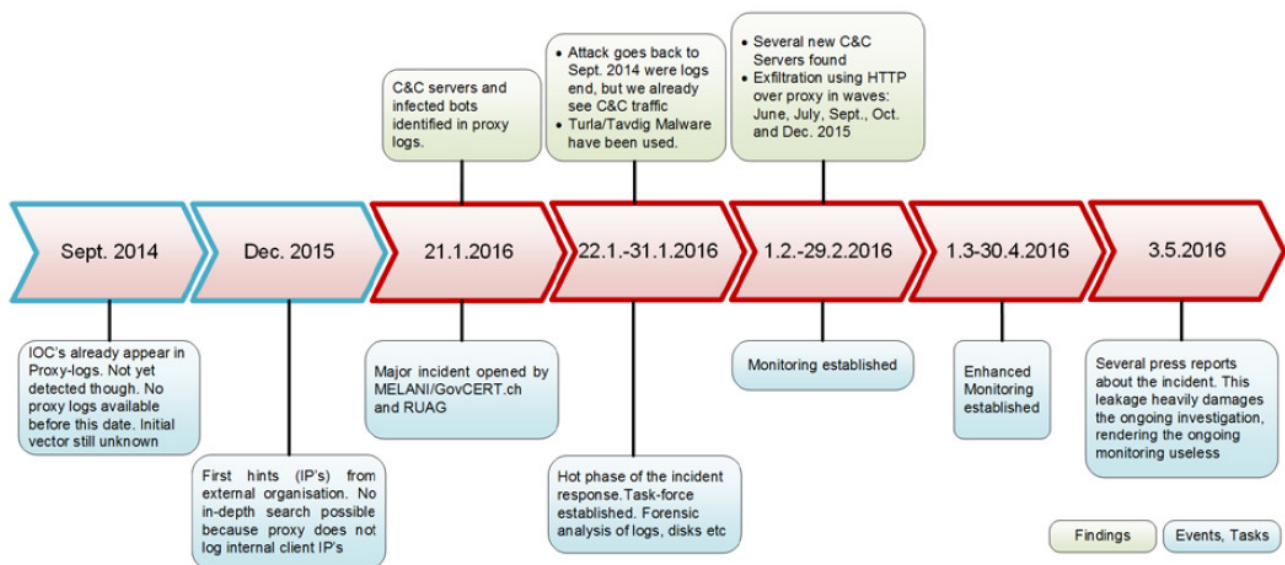 C&C servers and
infected bots
identified in proxy
logs.
• Attack goes back to
Sept. 2014 were logs
end, but we already
see C&C traffic
• Turla/Tavdig Malware
have been used.
• Several new C&C
Servers found
• Exfiltration using HTTP
over proxy in waves:
June, July, Sept., Oct.
and Dec. 2015
Sept. 2014
Dec. 2015
21.1.2016
22.1.-31.1.2016
1.2.-29.2.2016
1.3-30.4.2016
3.5.2016
IOC's already appear in
Proxy-logs. Not yet
detected though. No
proxy logs available
before this date. Initial
vector still unknown
First hints (IP's) from
external organisation. No
in-depth search possible
because proxy does not
log internal client IP's
Major incident opened by
MELANI/GovCERT.ch
and RUAG
Hot phase of the incident
response.Task-force
established. Forensic
analysis of logs, disks etc
Monitoring established
Enhanced
Monitoring
established
Several press reports
about the incident. This
leakage heavily damages
the ongoing investigation,
rendering the ongoing
monitoring useless
Findings
Events, Tasks